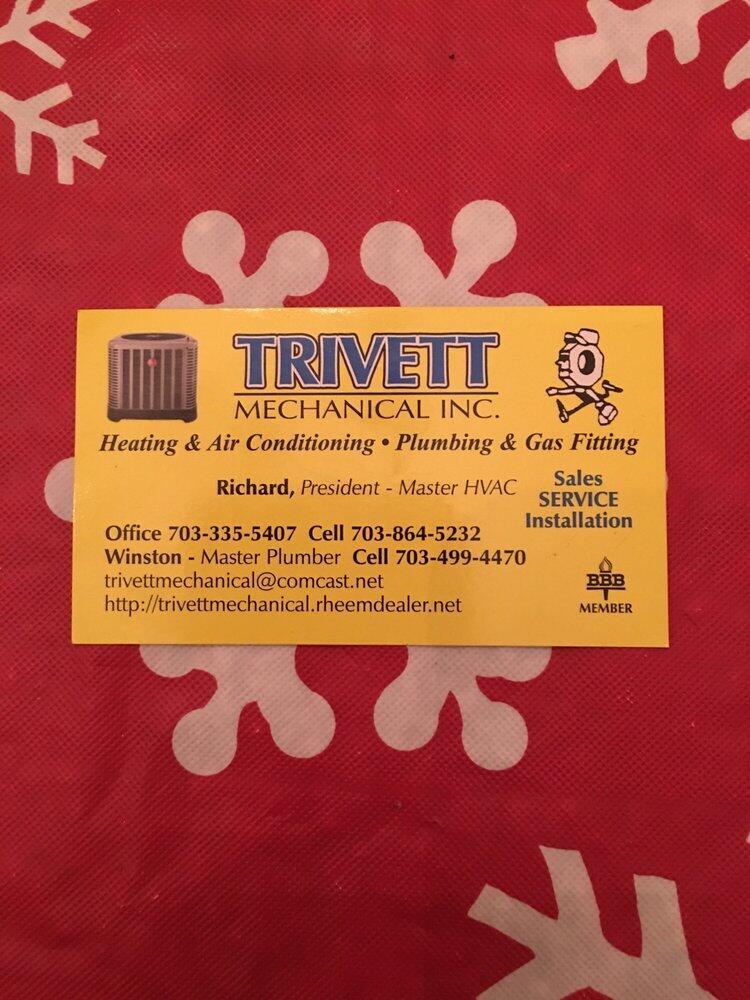 TRIVETT
MECHANICAL INC.
Heating & Air Conditioning • Plumbing & Gas Fitting
Richard, President - Master HVAC
Sales
SERVICE
Installation
Office 703-335-5407 Cell 703-864-5232
Winston - Master Plumber Cell 703-499-4470
trivettmechanical@comcast.net
http://trivettmechanical.rheemdealer.net
BBB
MEMBER